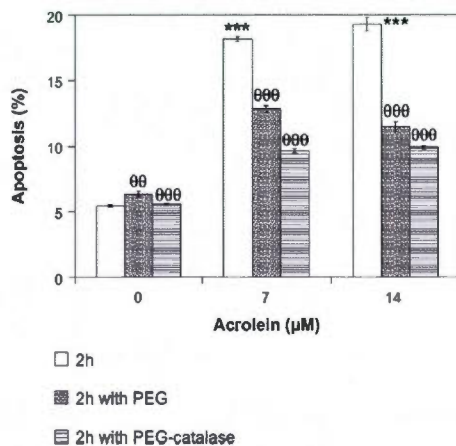 20
*** ***
15
θθθ
θθθ
10
θθθ
θθθ
θθ θθθ
5
0
Apoptosis (%)
0 7 14
Acrolein (µM)
2h
2h with PEG
2h with PEG-catalase